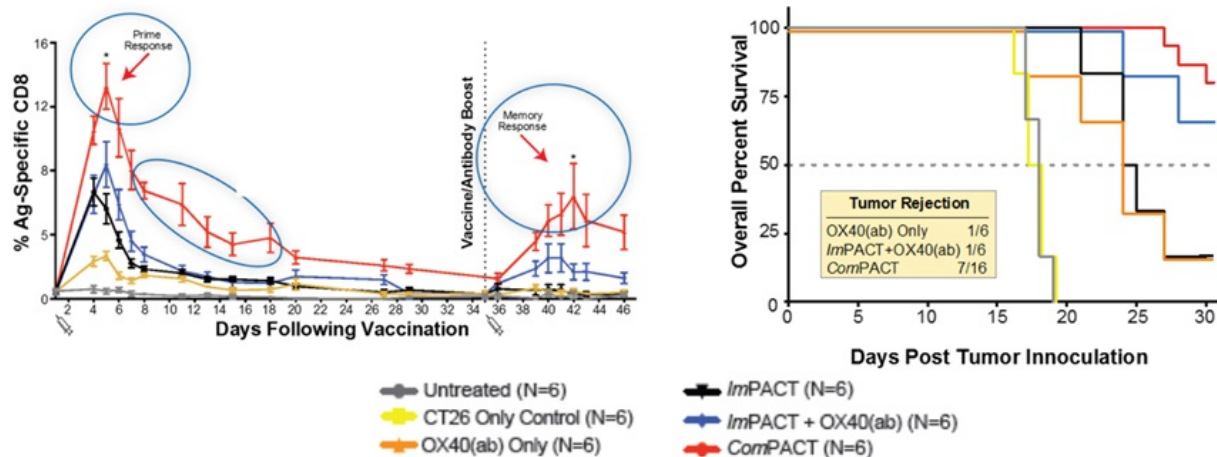 16
12
8
5
0
% Ag-Specific CD8
Prime
Response
*
Vaccine/Antibody Boost
Memory
Response
*
2 4 6 8 10 12 14 16 18 20 22 24 26 28 30 32 34 36 38 40 42 44 46
Days Following Vaccination
100
75
50
25
0
Overall Percent Survival
Tumor Rejection
OX40(ab) Only 1/6
ImPACT+OX40(ab) 1/6
ComPACT 7/16
0 5 10 15 20 25 30
Days Post Tumor Innoculation
Untreated (N=6)
CT26 Only Control (N=6)
OX40(ab) Only (N=6)
ImPACT (N=6)
ImPACT + OX40(ab) (N=6)
ComPACT (N=6)